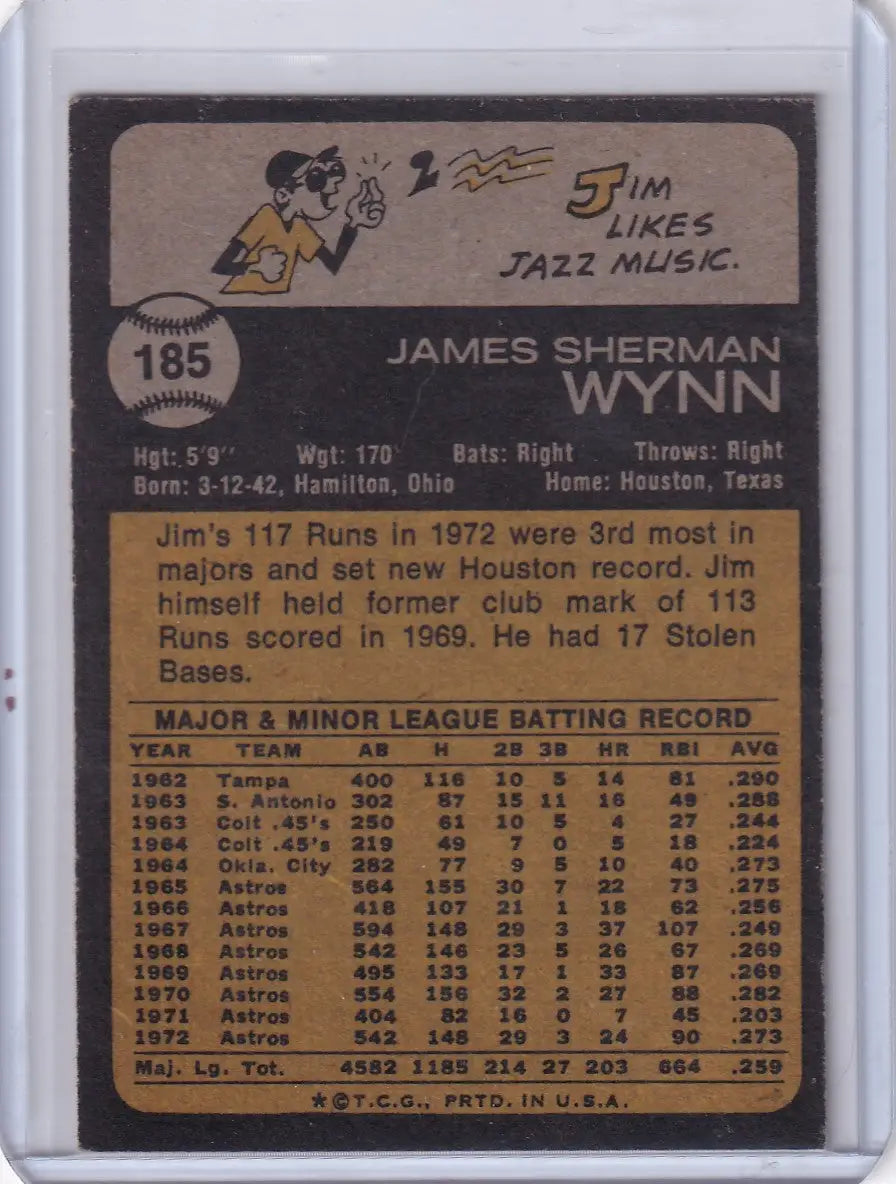 2
JIM
LIKES
JAZZ MUSIC.
185
JAMES SHERMAN
WYNN
Hgt: 5'9" Wgt: 170 Bats: Right Throws: Right
Born: 3-12-42, Hamilton, Ohio Home: Houston, Texas
Jim's 117 Runs in 1972 were 3rd most in
majors and set new Houston record. Jim
himself held former club mark of 113
Runs scored in 1969. He had 17 Stolen
Bases.
MAJOR & MINOR LEAGUE BATTING RECORD
YEAR TEAM AB H 2B 3B HR RBI AVG
1962 Tampa 400 116 10 5 14 81 .290
1963 S. Antonio 302 87 15 11 16 49 .288
1963 Colt .45's 250 61 10 5 4 27 .244
1964 Colt .45's 219 49 7 0 5 18 .224
1964 Okla. City 282 77 9 5 10 40 .273
1965 Astros 564 155 30 7 22 73 .275
1966 Astros 418 107 21 1 18 62 .256
1967 Astros 594 148 29 3 37 107 .249
1968 Astros 542 146 23 5 26 67 .269
1969 Astros 495 133 17 1 33 87 .269
1970 Astros 554 156 32 2 27 88 .282
1971 Astros 404 82 16 0 7 45 .203
1972 Astros 542 148 29 3 24 90 .273
Maj. Lg. Tot. 4582 1185 214 27 203 664 .259
*©T.C.G., PRTD. IN U.S.A.